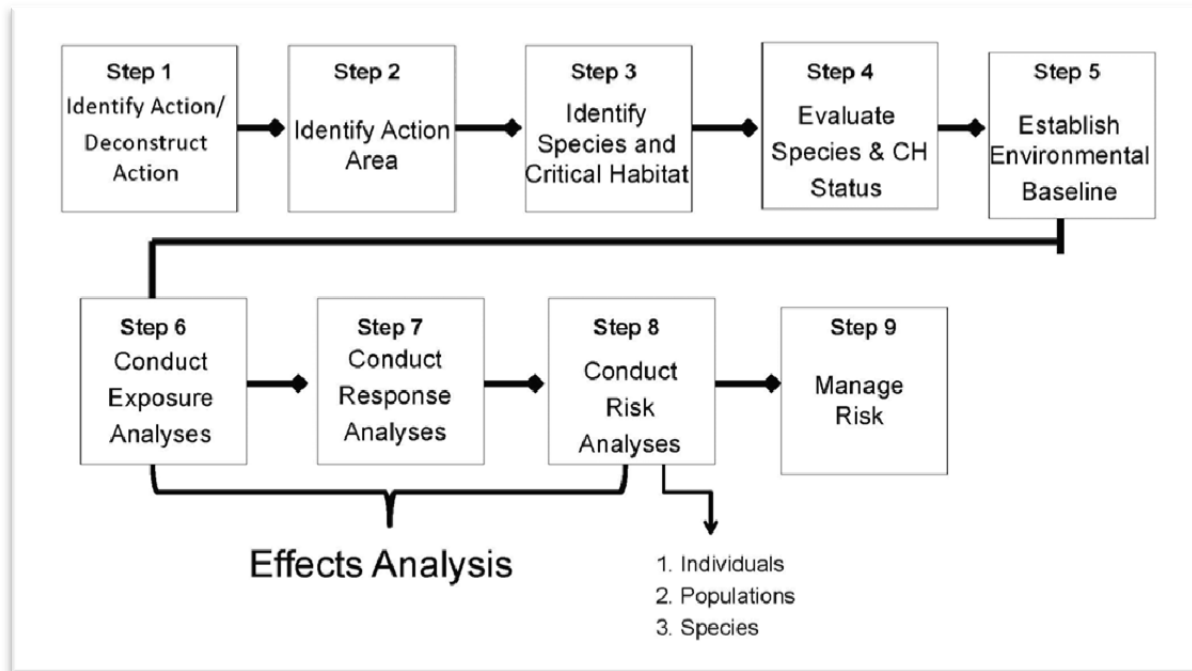 Step 1
Identify Action/
Deconstruct
Action
Step 2
Identify Action
Area
Step 3
Identify
Species and
Critical Habitat
Step 4
Evaluate
Species & CH
Status
Step 5
Establish
Environmental
Baseline
Step 6
Conduct
Exposure
Analyses
Step 7
Conduct
Response
Analyses
Step 8
Conduct
Risk
Analyses
Step 9
Manage
Risk
Effects Analysis
1. Individuals
2. Populations
3. Species